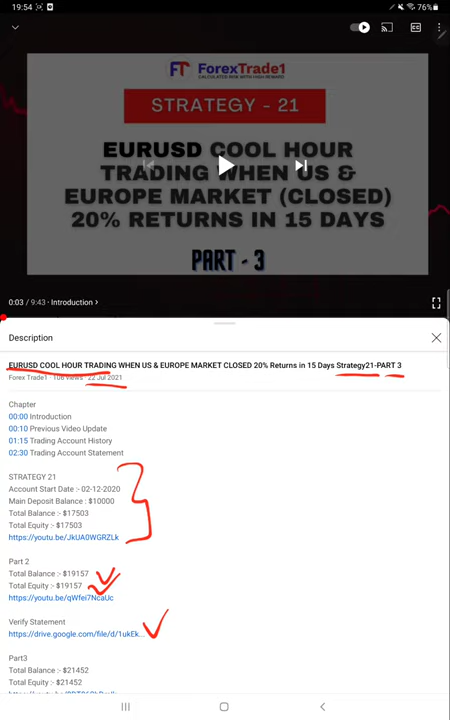 19:54
76%
CC
FT ForexTrade1
CALCULATED RISK WITH HIGH REWARD
STRATEGY - 21
EURUSD COOL HOUR
TRADING WHEN US &
EUROPE MARKET (CLOSED)
20% RETURNS IN 15 DAYS
PART - 3
0:03 / 9:43 · Introduction >
Description
EURUSD COOL HOUR TRADING WHEN US & EUROPE MARKET CLOSED 20% Returns in 15 Days Strategy21-PART 3
Forex Trade1 · 106 views · 22 Jul 2021
Chapter
00:00 Introduction
00:10 Previous Video Update
01:15 Trading Account History
02:30 Trading Account Statement
STRATEGY 21
Account Start Date :- 02-12-2020
Main Deposit Balance : $10000
Total Balance :- $17503
Total Equity :- $17503
https://youtu.be/JkUA0WGRZLk
Part 2
Total Balance :- $19157
Total Equity :- $19157
https://youtu.be/qWfei7NcaUc
Verify Statement
https://drive.google.com/file/d/1ukEk...
Part3
Total Balance :- $21452
Total Equity :- $21452